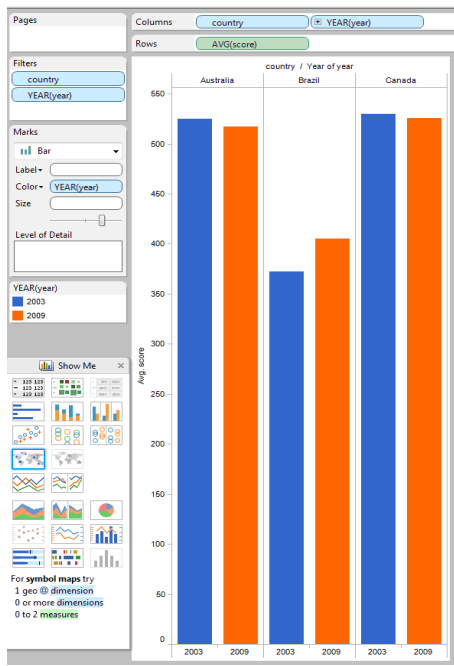 Pages
Columns
country
YEAR(year)
Rows
AVG(score)
Filters
country
YEAR(year)
Marks
Bar
Label
Color
YEAR(year)
Size
Level of Detail
YEAR(year)
2003
2009
Show Me
For symbol maps try
1 geo dimension
0 or more dimensions
0 to 2 measures
country / Year of year
Australia Brazil Canada
Avg. score
550
500
450
400
350
300
250
200
150
100
50
0
2003 2009 2003 2009 2003 2009